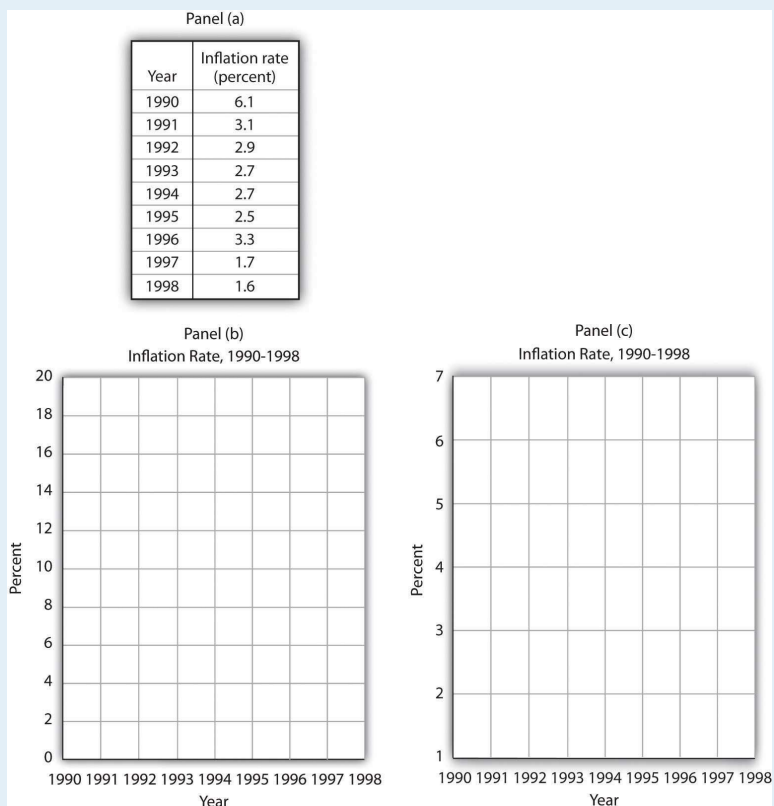 Panel (a)
Year Inflation rate (percent)
1990 6.1
1991 3.1
1992 2.9
1993 2.7
1994 2.7
1995 2.5
1996 3.3
1997 1.7
1998 1.6
Panel (b)
Inflation Rate, 1990-1998
20
18
16
14
12
10
8
6
4
2
0
Percent
1990 1991 1992 1993 1994 1995 1996 1997 1998
Year
Panel (c)
Inflation Rate, 1990-1998
7
6
5
4
3
2
1
Percent
1990 1991 1992 1993 1994 1995 1996 1997 1998
Year